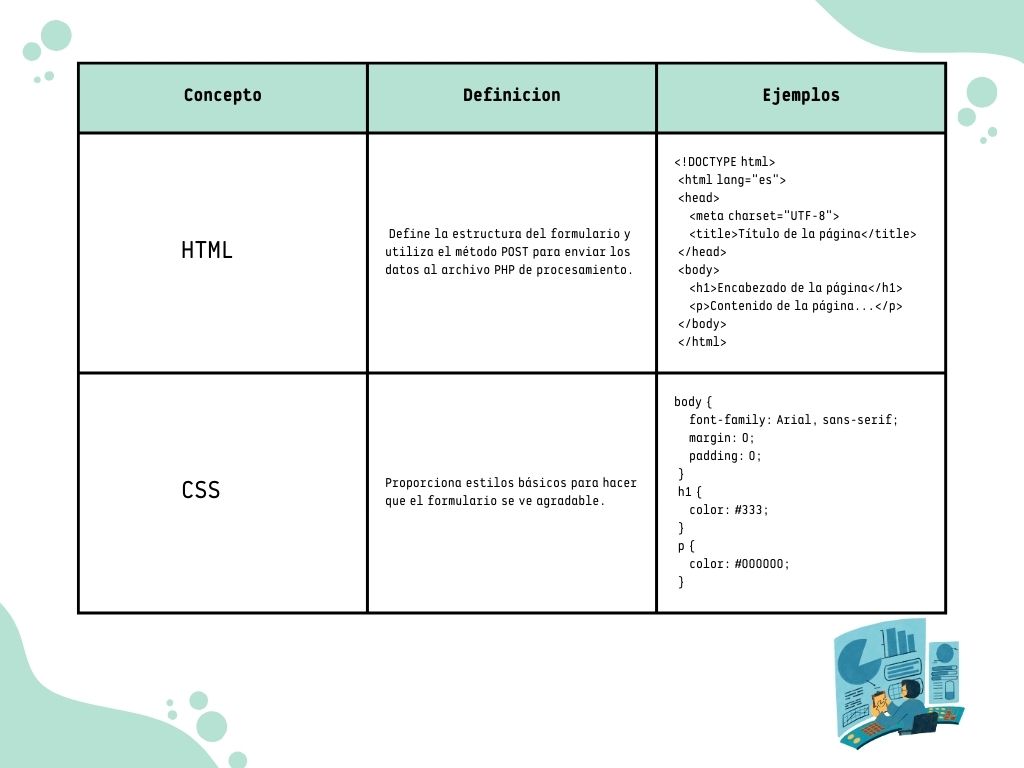 Concepto
Definicion
Ejemplos
HTML
Define la estructura del formulario y
utiliza el método POST para enviar los
datos al archivo PHP de procesamiento.
<!DOCTYPE html>
<html lang="es">
<head>
<meta charset="UTF-8">
<title>Título de la página</title>
</head>
<body>
<h1>Encabezado de la página</h1>
<p>Contenido de la página...</p>
</body>
</html>
CSS
Proporciona estilos básicos para hacer
que el formulario se ve agradable.
body {
font-family: Arial, sans-serif;
margin: 0;
padding: 0;
}
h1 {
color: #333;
}
p {
color: #000000;
}